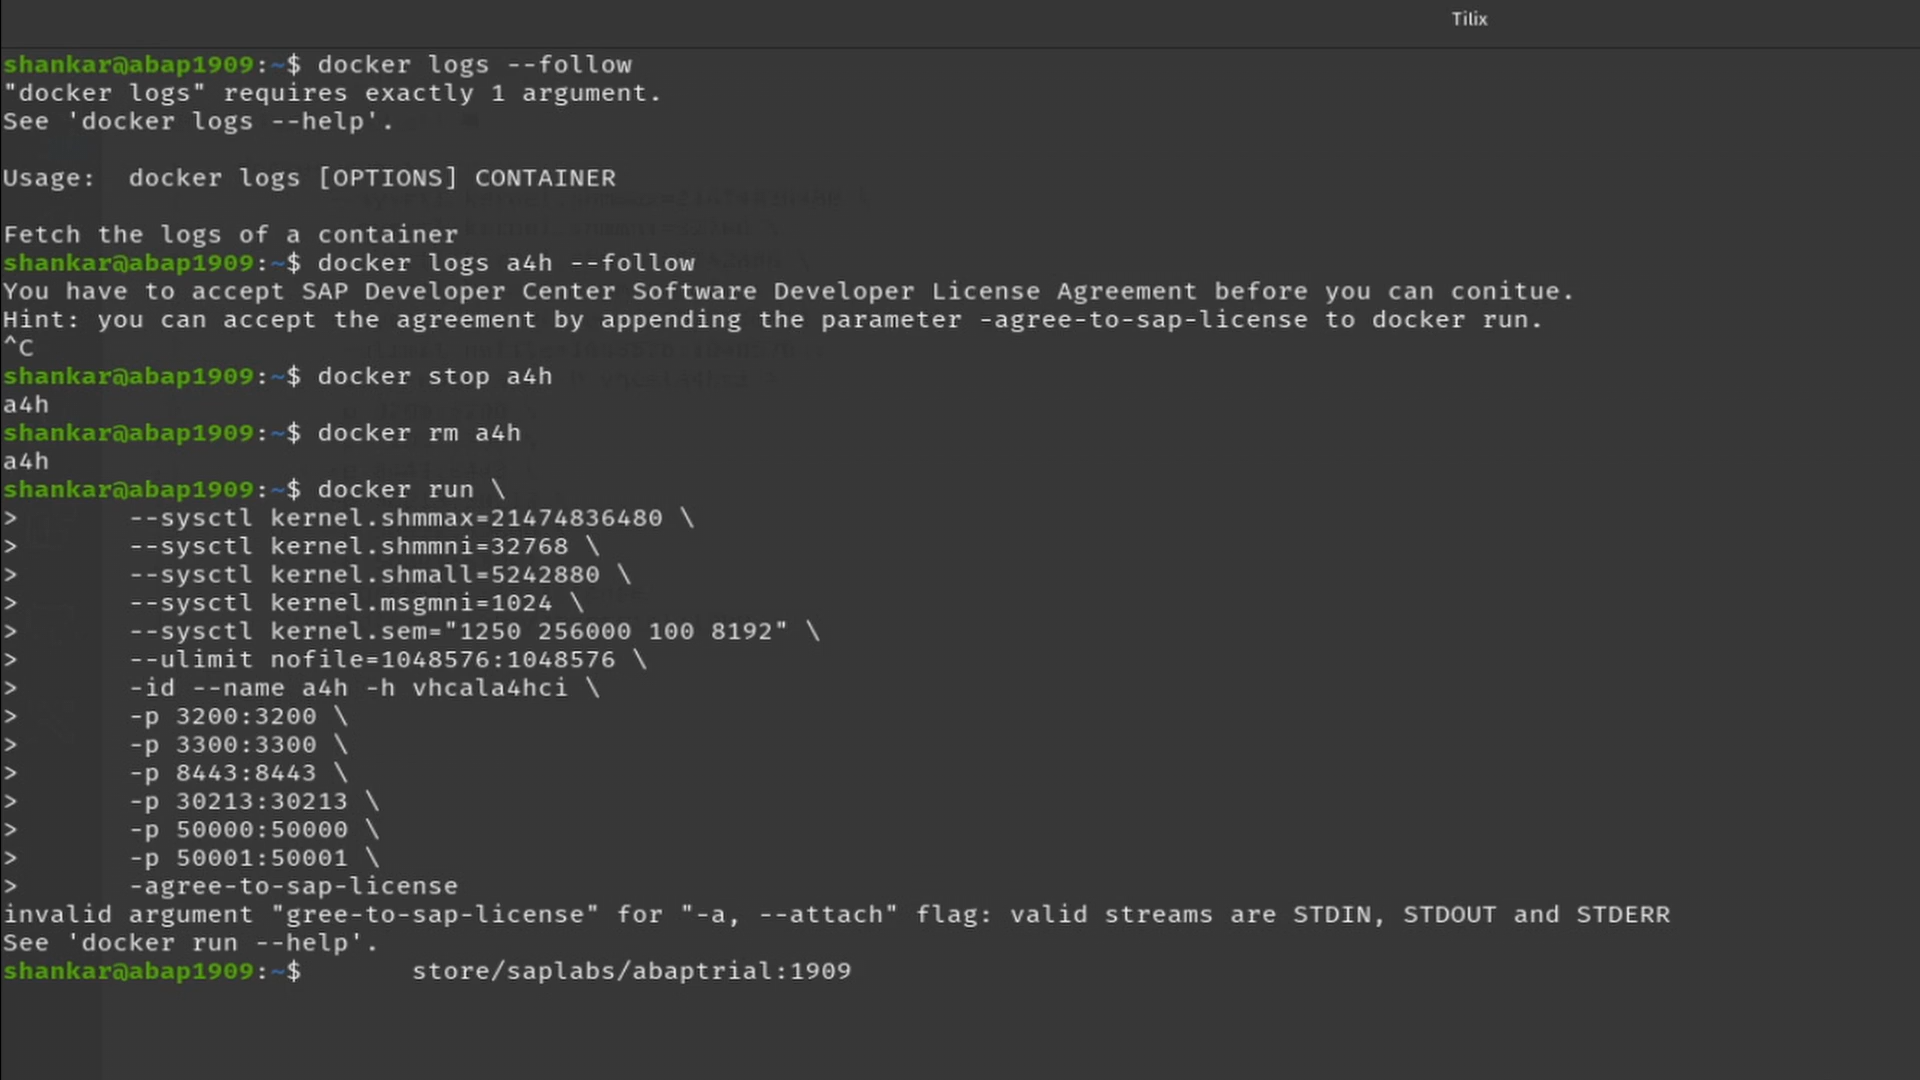 Tilix
shankar@abap1909:~$ docker logs --follow
"docker logs" requires exactly 1 argument.
See 'docker logs --help'.
Usage:  docker logs [OPTIONS] CONTAINER
Fetch the logs of a container
shankar@abap1909:~$ docker logs a4h --follow
You have to accept SAP Developer Center Software Developer License Agreement before you can conitue.
Hint: you can accept the agreement by appending the parameter -agree-to-sap-license to docker run.
^C
shankar@abap1909:~$ docker stop a4h
a4h
shankar@abap1909:~$ docker rm a4h
a4h
shankar@abap1909:~$ docker run \
>       --sysctl kernel.shmmax=21474836480 \
>       --sysctl kernel.shmmni=32768 \
>       --sysctl kernel.shmall=5242880 \
>       --sysctl kernel.msgmni=1024 \
>       --sysctl kernel.sem="1250 256000 100 8192" \
>       --ulimit nofile=1048576:1048576 \
>       -id --name a4h -h vhcala4hci \
>       -p 3200:3200 \
>       -p 3300:3300 \
>       -p 8443:8443 \
>       -p 30213:30213 \
>       -p 50000:50000 \
>       -p 50001:50001 \
>       -agree-to-sap-license
invalid argument "gree-to-sap-license" for "-a, --attach" flag: valid streams are STDIN, STDOUT and STDERR
See 'docker run --help'.
shankar@abap1909:~$       store/saplabs/abaptrial:1909